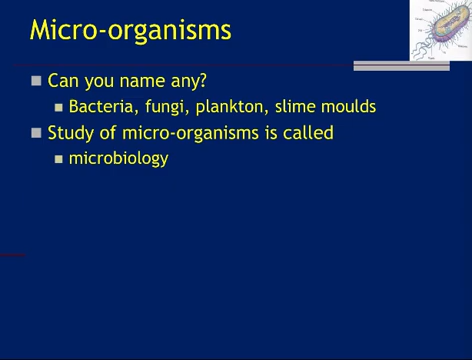 Micro-organisms
Can you name any?
Bacteria, fungi, plankton, slime moulds
Study of micro-organisms is called
microbiology